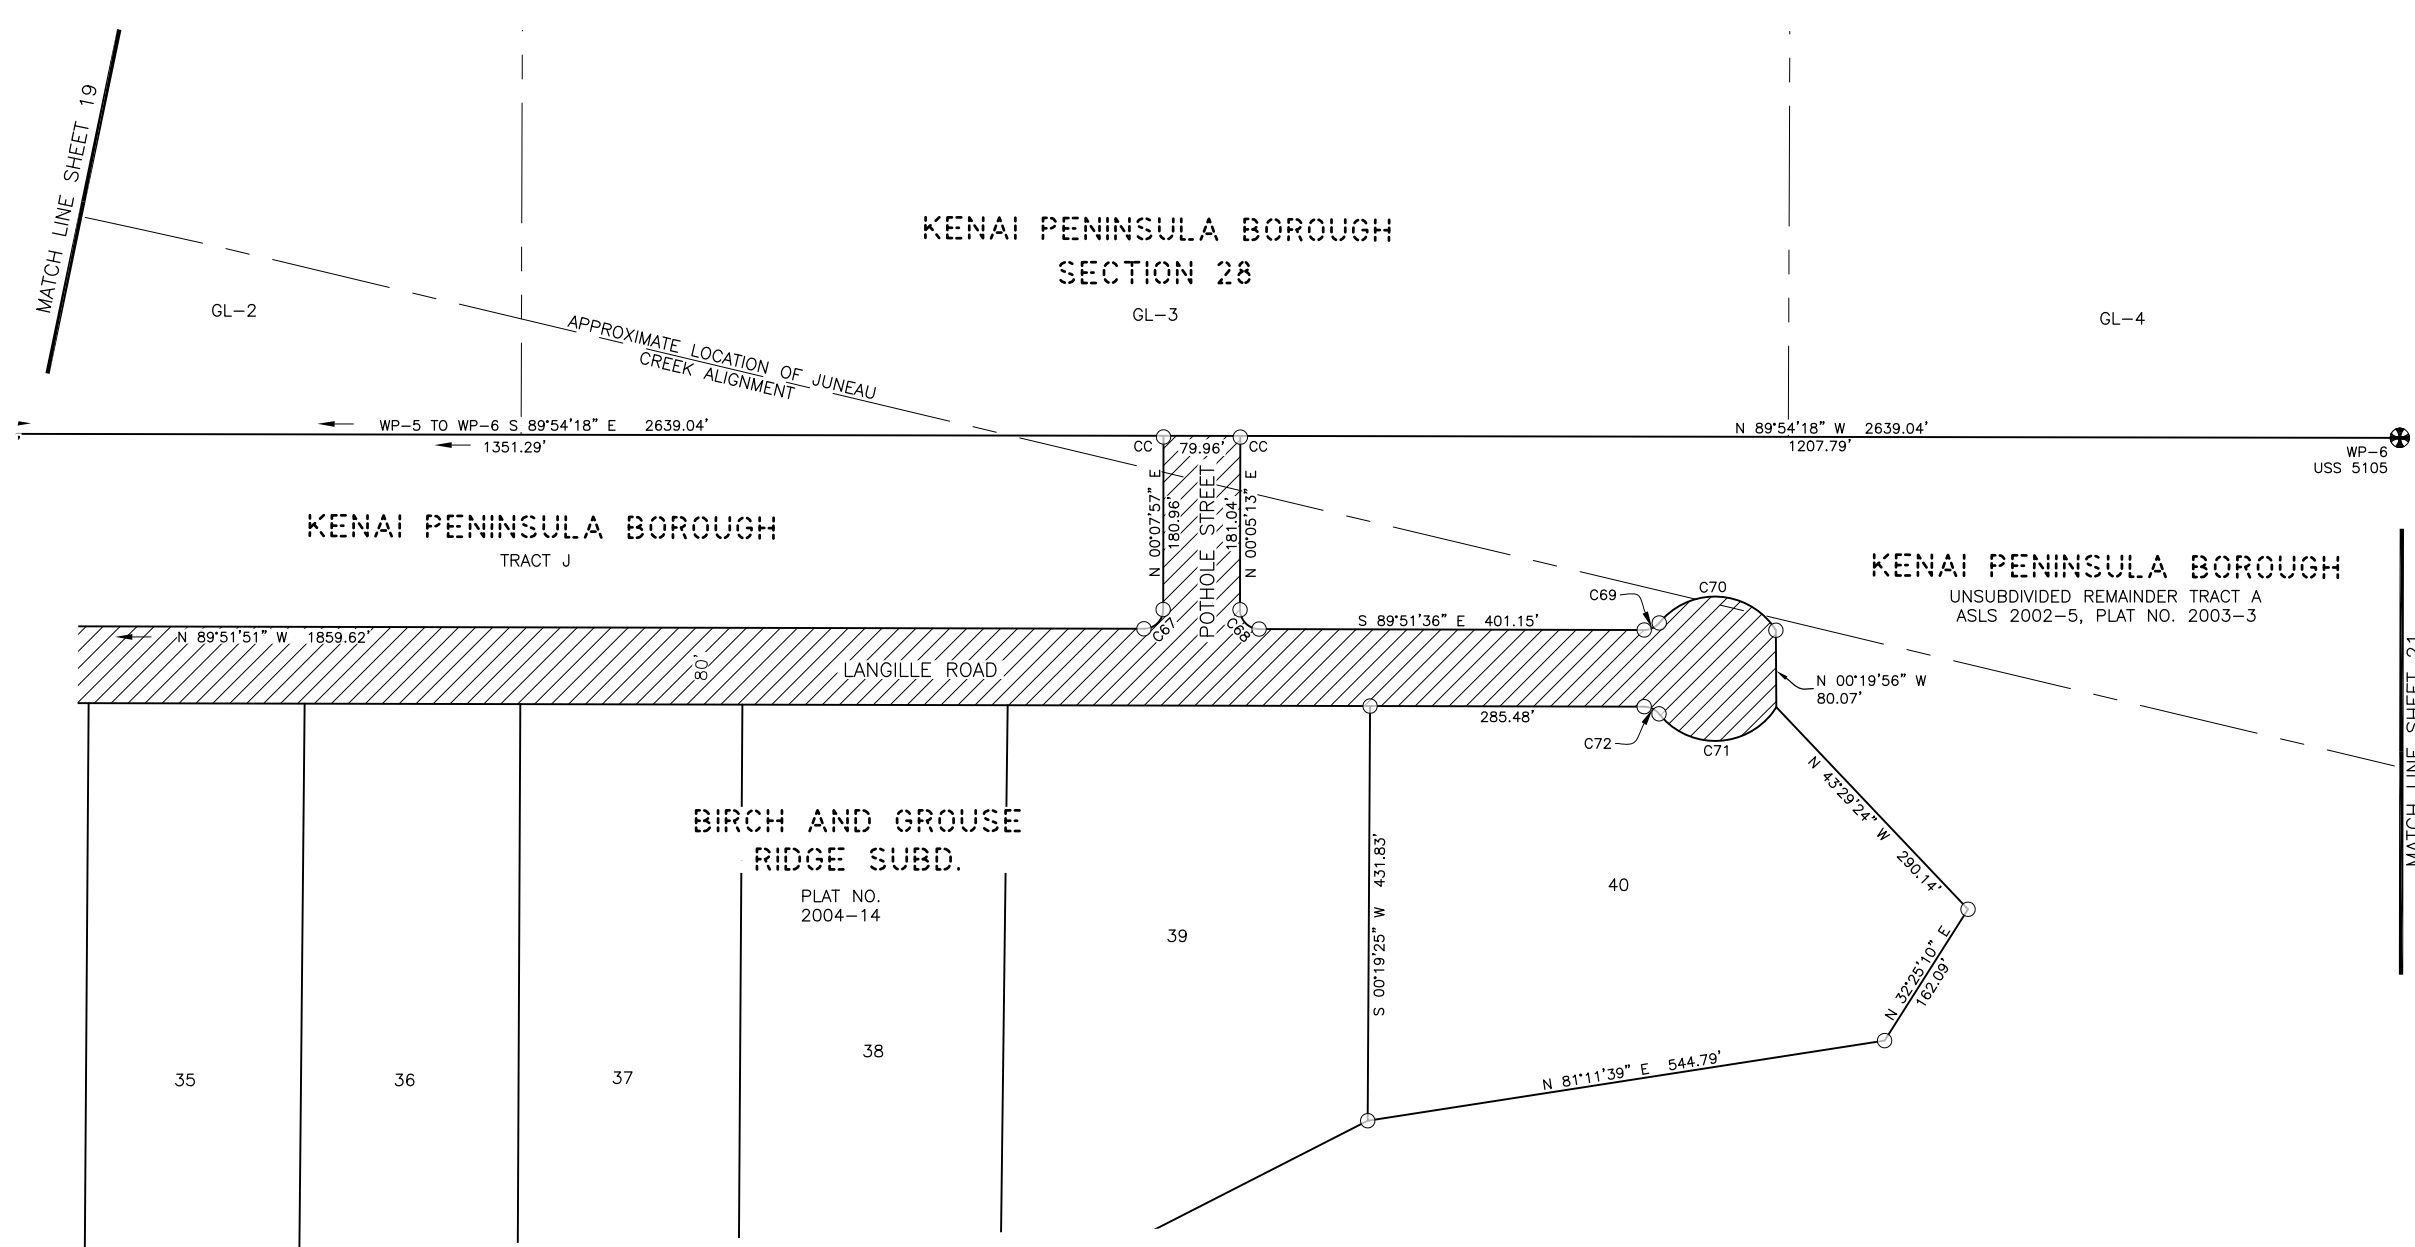 MATCH LINE SHEET 19
KENAI PENINSULA BOROUGH
SECTION 28
GL-2
GL-3
GL-4
APPROXIMATE LOCATION OF JUNEAU
CREEK ALIGNMENT
WP-5 TO WP-6 S 89°54'18" E 2639.04'
1351.29'
N 89°54'18" W 2639.04'
1207.79'
WP-6
USS 5105
CC
79.96'
CC
N 00°07'57" E
180.96'
POTHOLE STREET
181.04'
N 00°05'13" E
KENAI PENINSULA BOROUGH
TRACT J
KENAI PENINSULA BOROUGH
UNSUBDIVIDED REMAINDER TRACT A
ASLS 2002-5, PLAT NO. 2003-3
C67
C68
C69
C70
N 89°51'51" W 1859.62'
S 89°51'36" E 401.15'
80'
LANGILLE ROAD
N 00°19'56" W
80.07'
285.48'
C72
C71
MATCH LINE SHEET 21
N 43°29'24" W 290.14'
BIRCH AND GROUSE
RIDGE SUBD.
PLAT NO.
2004-14
S 00°19'25" W 431.83'
40
39
N 32°25'10" E
162.09'
N 81°11'39" E 544.79'
35
36
37
38